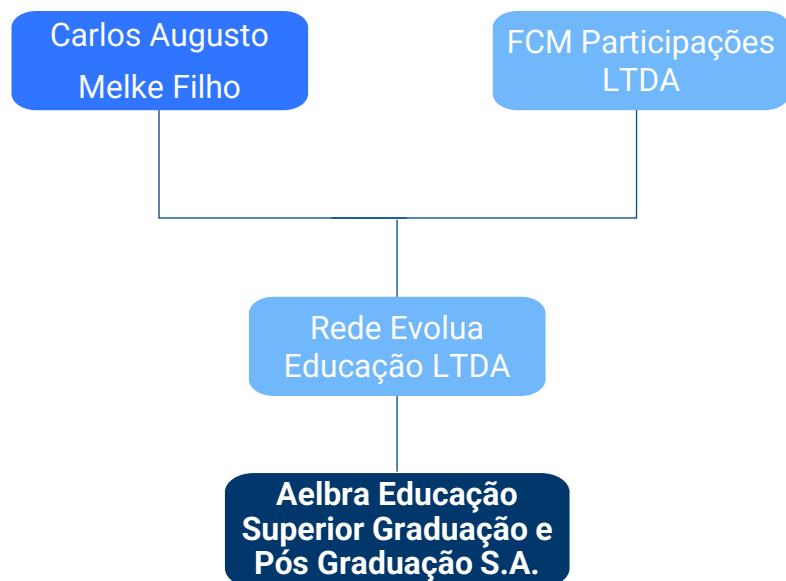 Carlos Augusto
Melke Filho
FCM Participações
LTDA
Rede Evolua
Educação LTDA
Aelbra Educação
Superior Graduação e
Pós Graduação S.A.